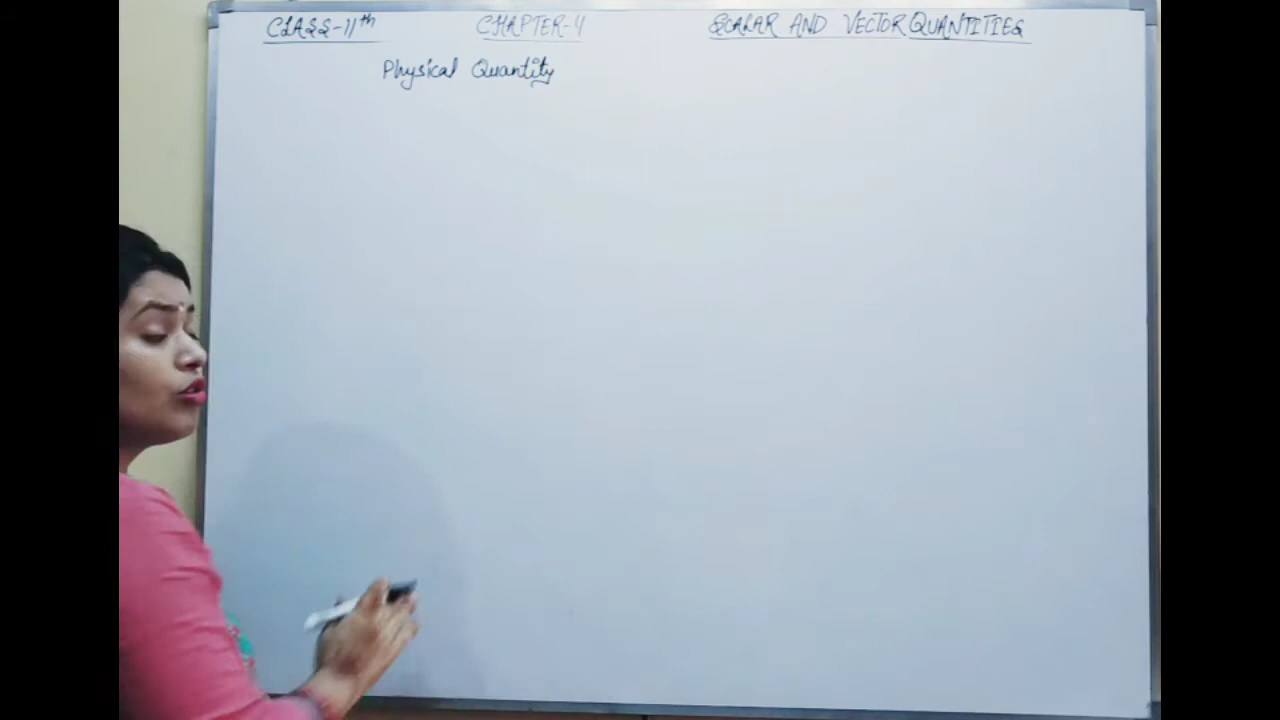 CLASS-11th CHAPTER-4 SCALAR AND VECTOR QUANTITIES
Physical Quantity